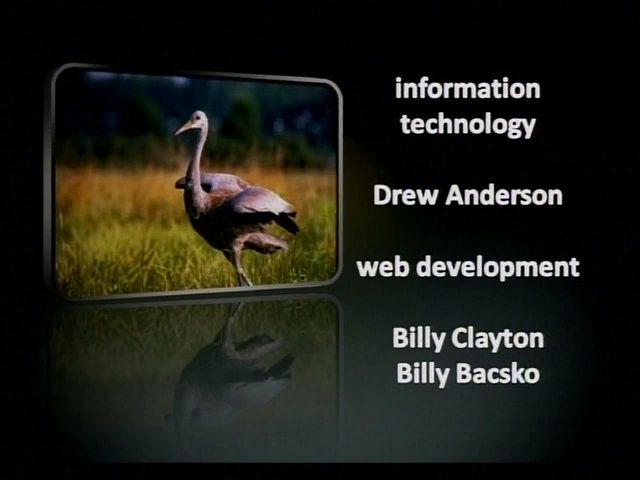 information
technology
Drew Anderson
web development
Billy Clayton
Billy Bacsko